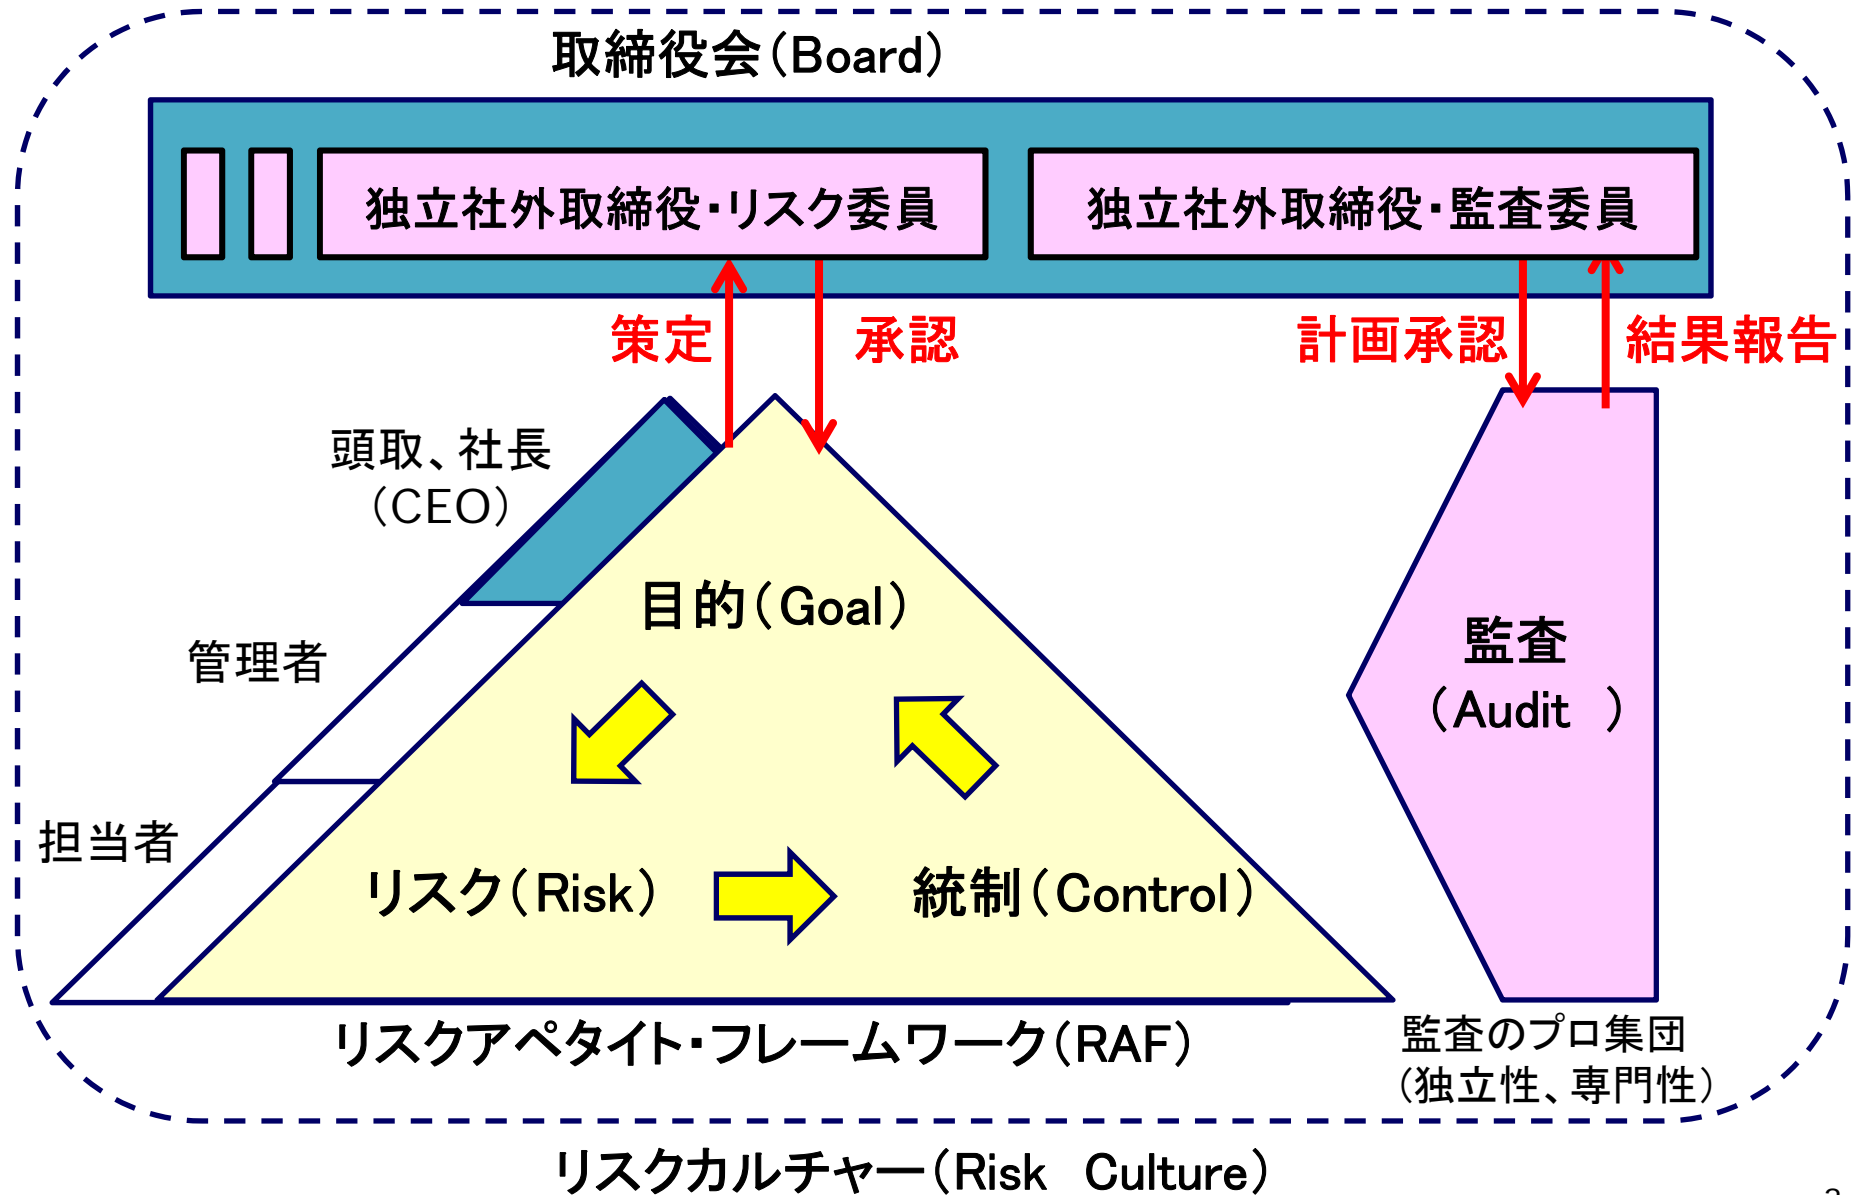 取締役会(Board)
独立社外取締役・リスク委員
独立社外取締役・監査委員
策定
承認
計画承認
結果報告
頭取、社長
(CEO)
目的(Goal)
管理者
監査
(Audit )
担当者
リスク(Risk)
統制(Control)
リスクアペタイト・フレームワーク(RAF)
監査のプロ集団
(独立性、専門性)
リスクカルチャー(Risk Culture)